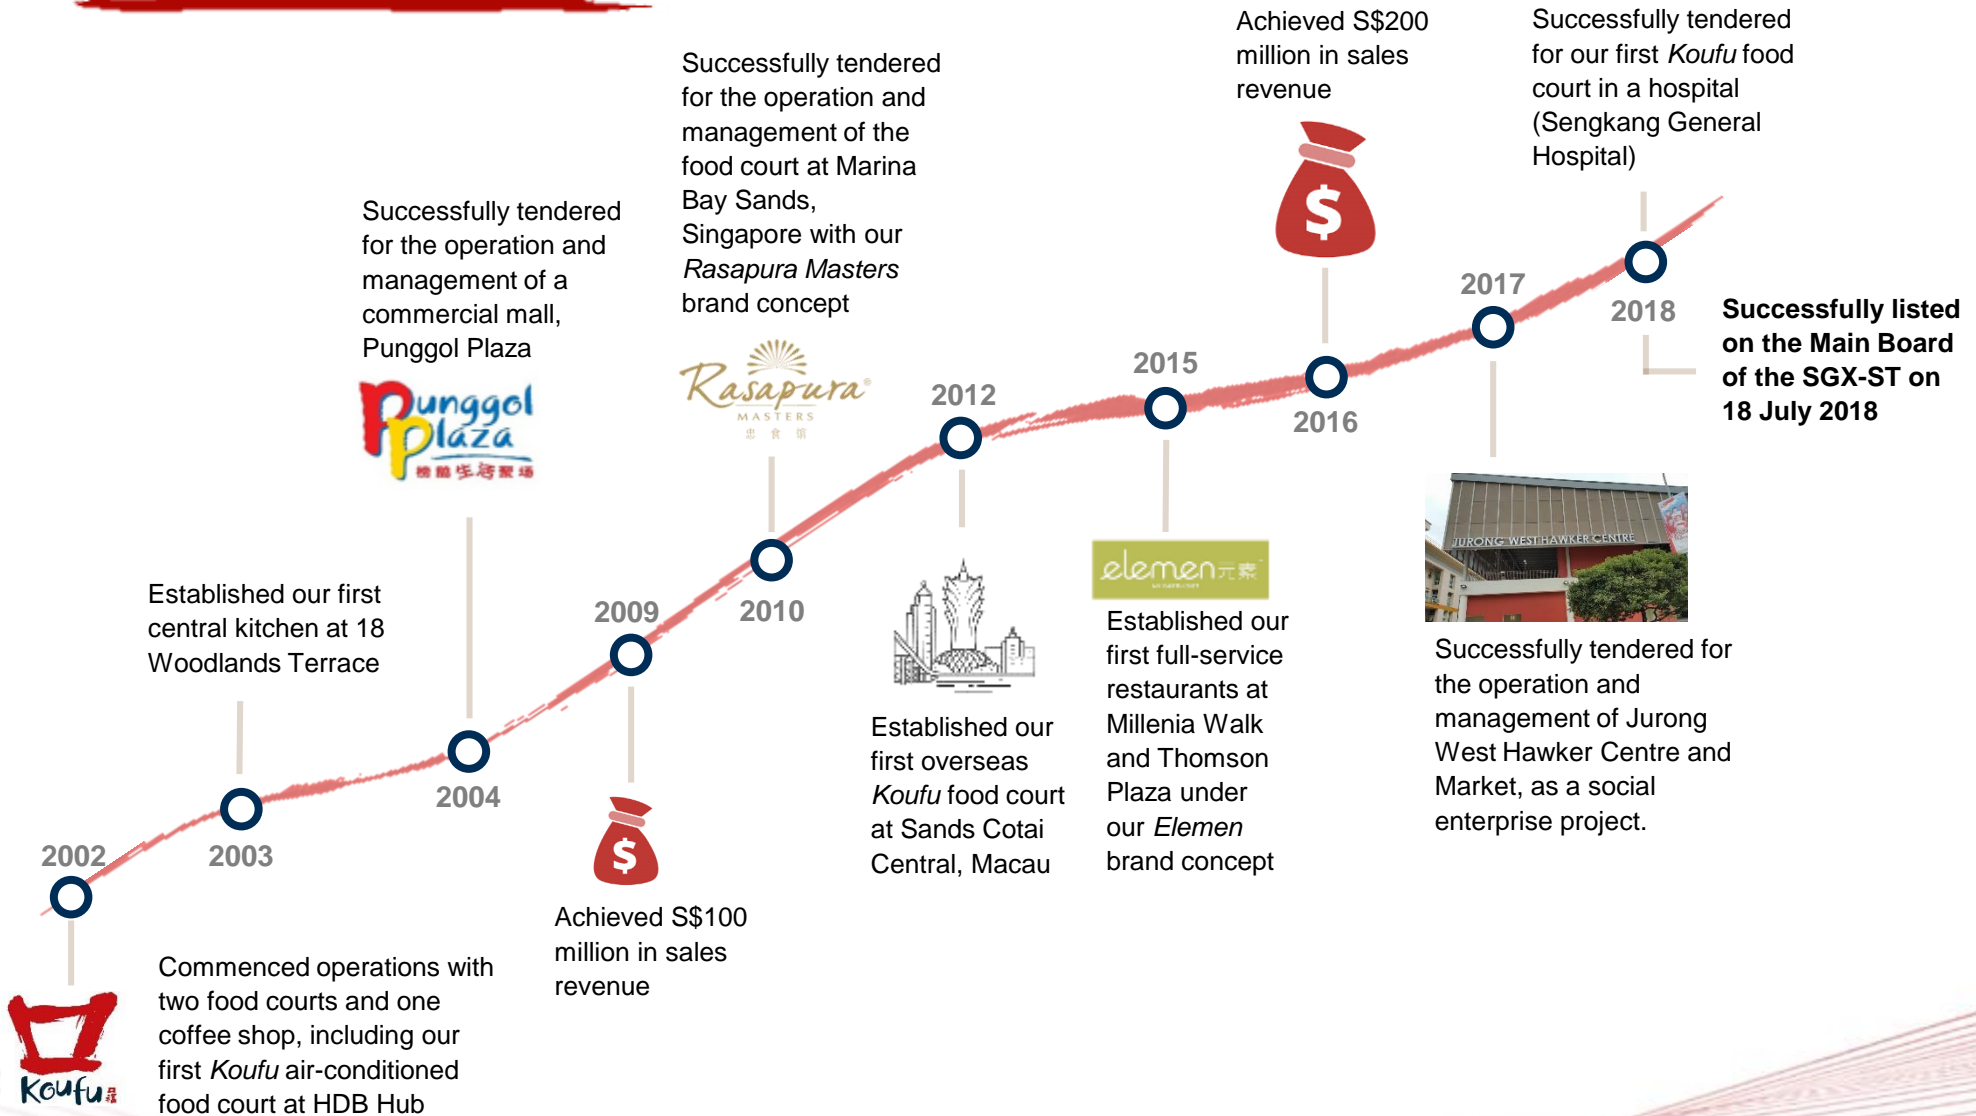 Achieved S$200
million in sales
revenue
Successfully tendered
for our first Koufu food
court in a hospital
(Sengkang General
Hospital)
Successfully tendered
for the operation and
management of the
food court at Marina
Bay Sands,
Singapore with our
Rasapura Masters
brand concept
Successfully tendered
for the operation and
management of a
commercial mall,
Punggol Plaza
Punggol
Plaza
Rasapura®
MASTERS
2017
2018
Successfully listed
on the Main Board
of the SGX-ST on
18 July 2018
2015
2012
2016
JURONG WEST HAWKER CENTRE
elemen元素
Established our first
central kitchen at 18
Woodlands Terrace
2009
2010
Established our
first full-service
restaurants at
Millenia Walk
and Thomson
Plaza under
our Elemen
brand concept
Successfully tendered for
the operation and
management of Jurong
West Hawker Centre and
Market, as a social
enterprise project.
Established our
first overseas
Koufu food court
at Sands Cotai
Central, Macau
2004
2002
2003
Achieved S$100
million in sales
revenue
Commenced operations with
two food courts and one
coffee shop, including our
first Koufu air-conditioned
food court at HDB Hub
Koufu